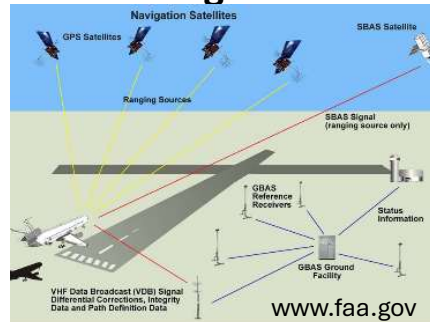 Navigation Satellites
GPS Satellites
SBAS Satellite
Ranging Sources
SBAS Signal
(ranging source only)
GBAS
Reference
Receivers
Status
Information
GBAS Ground
Facility
VHF Data Broadcast (VDB) Signal
Differential Corrections, Integrity
Data and Path Definition Data
www.faa.gov